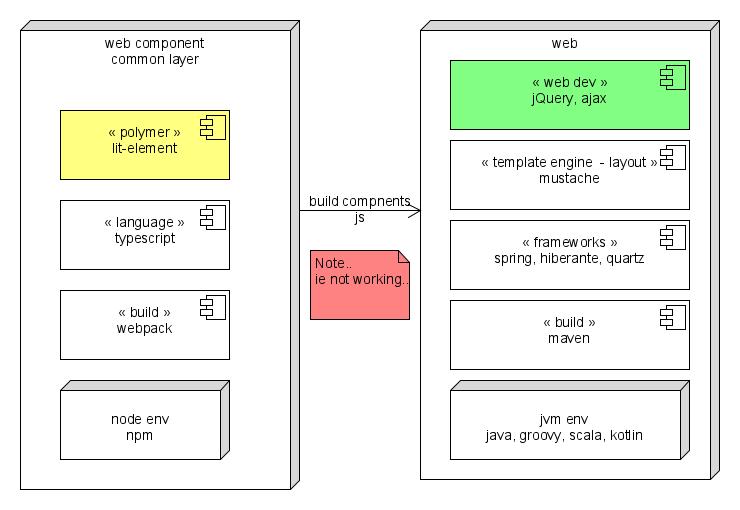 web component
common layer
« polymer »
lit-element
« language »
typescript
« build »
webpack
node env
npm
build compnents
js
Note..
ie not working..
web
« web dev »
jQuery, ajax
« template engine  - layout »
mustache
« frameworks »
spring, hiberante, quartz
« build »
maven
jvm env
java, groovy, scala, kotlin